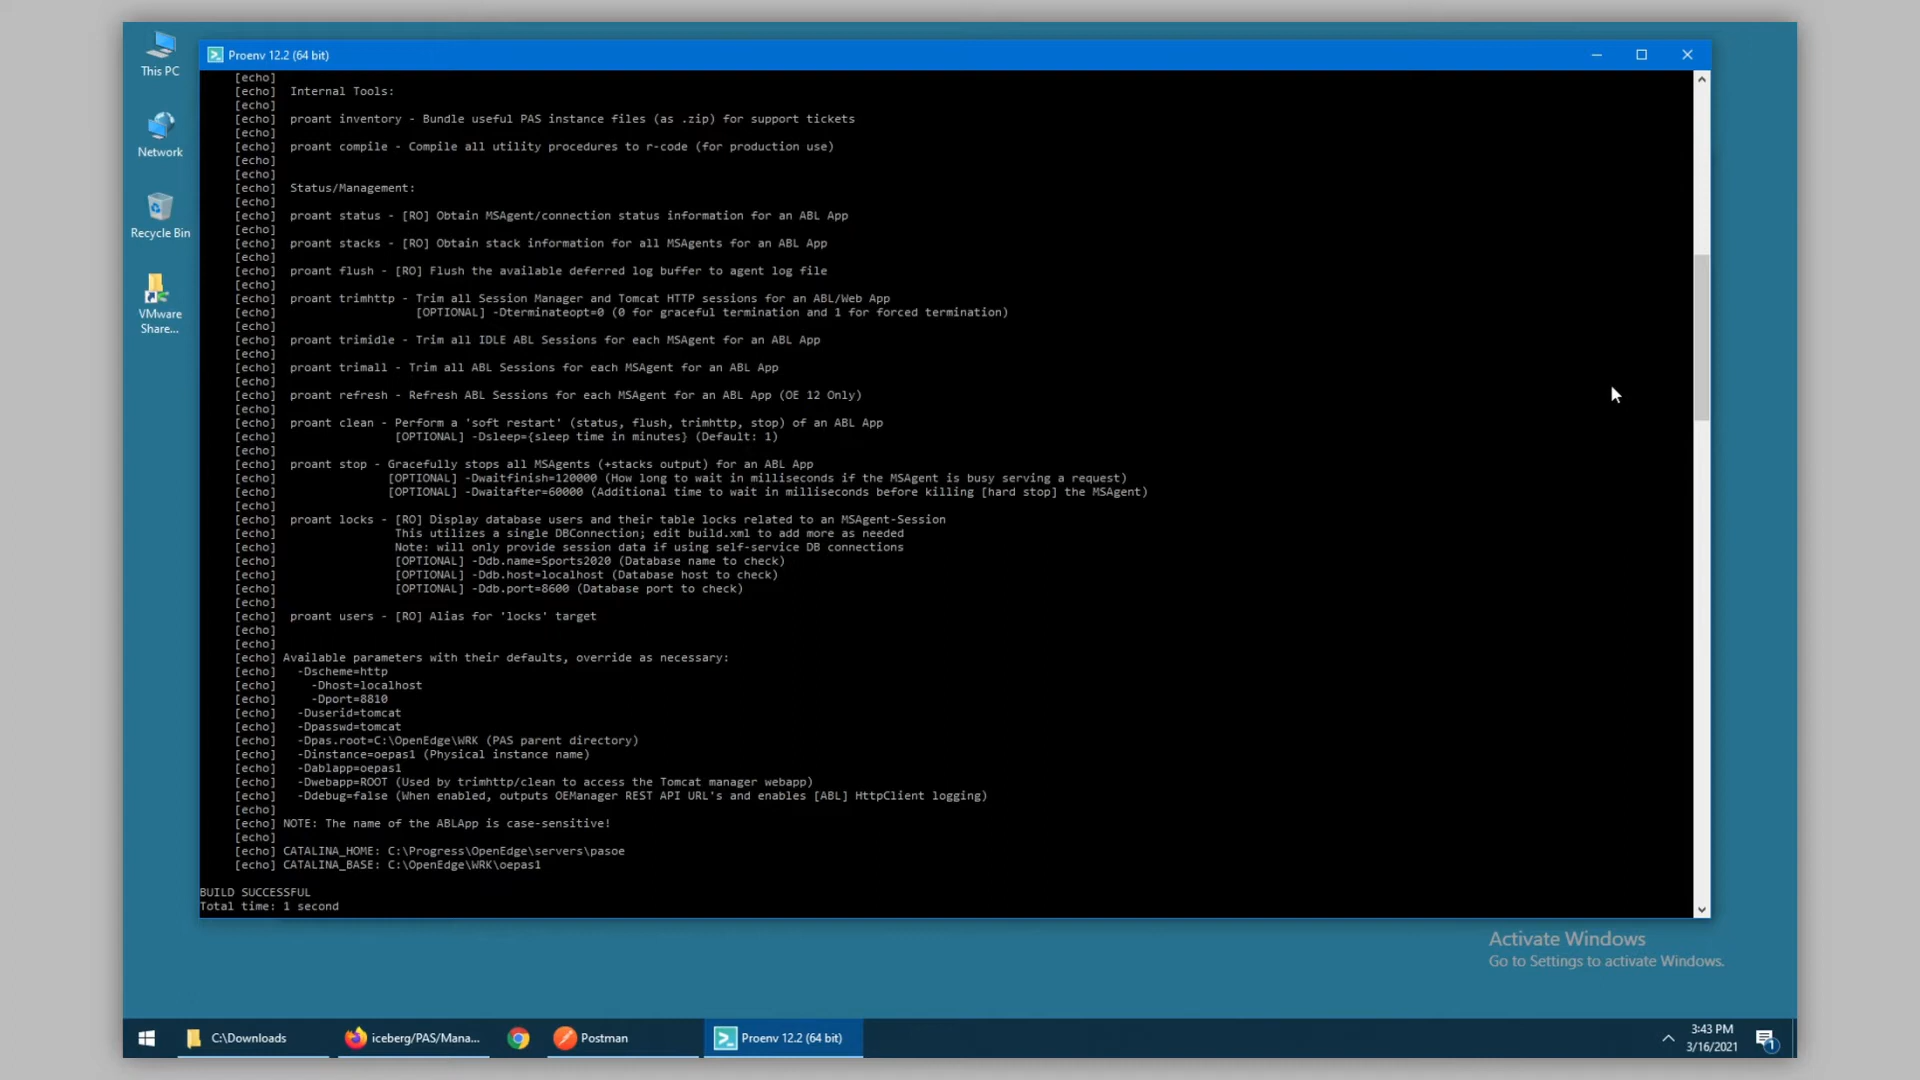 This PC
Network
Recycle Bin
VMware
Share...
Proenv 12.2 (64 bit)
[echo]
[echo]  Internal Tools:
[echo]
[echo]  proant inventory - Bundle useful PAS instance files (as .zip) for support tickets
[echo]
[echo]  proant compile - Compile all utility procedures to r-code (for production use)
[echo]
[echo]
[echo]  Status/Management:
[echo]
[echo]  proant status - [RO] Obtain MSAgent/connection status information for an ABL App
[echo]
[echo]  proant stacks - [RO] Obtain stack information for all MSAgents for an ABL App
[echo]
[echo]  proant flush - [RO] Flush the available deferred log buffer to agent log file
[echo]
[echo]  proant trimhttp - Trim all Session Manager and Tomcat HTTP sessions for an ABL/Web App
[echo]                    [OPTIONAL] -Dterminateopt=0 (0 for graceful termination and 1 for forced termination)
[echo]
[echo]  proant trimidle - Trim all IDLE ABL Sessions for each MSAgent for an ABL App
[echo]
[echo]  proant trimall - Trim all ABL Sessions for each MSAgent for an ABL App
[echo]
[echo]  proant refresh - Refresh ABL Sessions for each MSAgent for an ABL App (OE 12 Only)
[echo]
[echo]  proant clean - Perform a 'soft restart' (status, flush, trimhttp, stop) of an ABL App
[echo]                 [OPTIONAL] -Dsleep={sleep time in minutes} (Default: 1)
[echo]
[echo]  proant stop - Gracefully stops all MSAgents (+stacks output) for an ABL App
[echo]                [OPTIONAL] -Dwaitfinish=120000 (How long to wait in milliseconds if the MSAgent is busy serving a request)
[echo]                [OPTIONAL] -Dwaitafter=60000 (Additional time to wait in milliseconds before killing [hard stop] the MSAgent)
[echo]
[echo]  proant locks - [RO] Display database users and their table locks related to an MSAgent-Session
[echo]                 This utilizes a single DBConnection; edit build.xml to add more as needed
[echo]                 Note: will only provide session data if using self-service DB connections
[echo]                 [OPTIONAL] -Ddb.name=Sports2020 (Database name to check)
[echo]                 [OPTIONAL] -Ddb.host=localhost (Database host to check)
[echo]                 [OPTIONAL] -Ddb.port=8600 (Database port to check)
[echo]
[echo]  proant users - [RO] Alias for 'locks' target
[echo]
[echo]
[echo] Available parameters with their defaults, override as necessary:
[echo]   -Dscheme=http
[echo]     -Dhost=localhost
[echo]     -Dport=8810
[echo]   -Duserid=tomcat
[echo]   -Dpasswd=tomcat
[echo]   -Dpas.root=C:\OpenEdge\WRK (PAS parent directory)
[echo]   -Dinstance=oepas1 (Physical instance name)
[echo]   -Dablapp=oepas1
[echo]   -Dwebapp=ROOT (Used by trimhttp/clean to access the Tomcat manager webapp)
[echo]   -Ddebug=false (When enabled, outputs OEManager REST API URL's and enables [ABL] HttpClient logging)
[echo]
[echo] NOTE: The name of the ABLApp is case-sensitive!
[echo]
[echo] CATALINA_HOME: C:\Progress\OpenEdge\servers\pasoe
[echo] CATALINA_BASE: C:\OpenEdge\WRK\oepas1
BUILD SUCCESSFUL
Total time: 1 second
Activate Windows
Go to Settings to activate Windows.
C:\Downloads
iceberg/PAS/Mana...
Postman
Proenv 12.2 (64 bit)
3:43 PM
3/16/2021
1